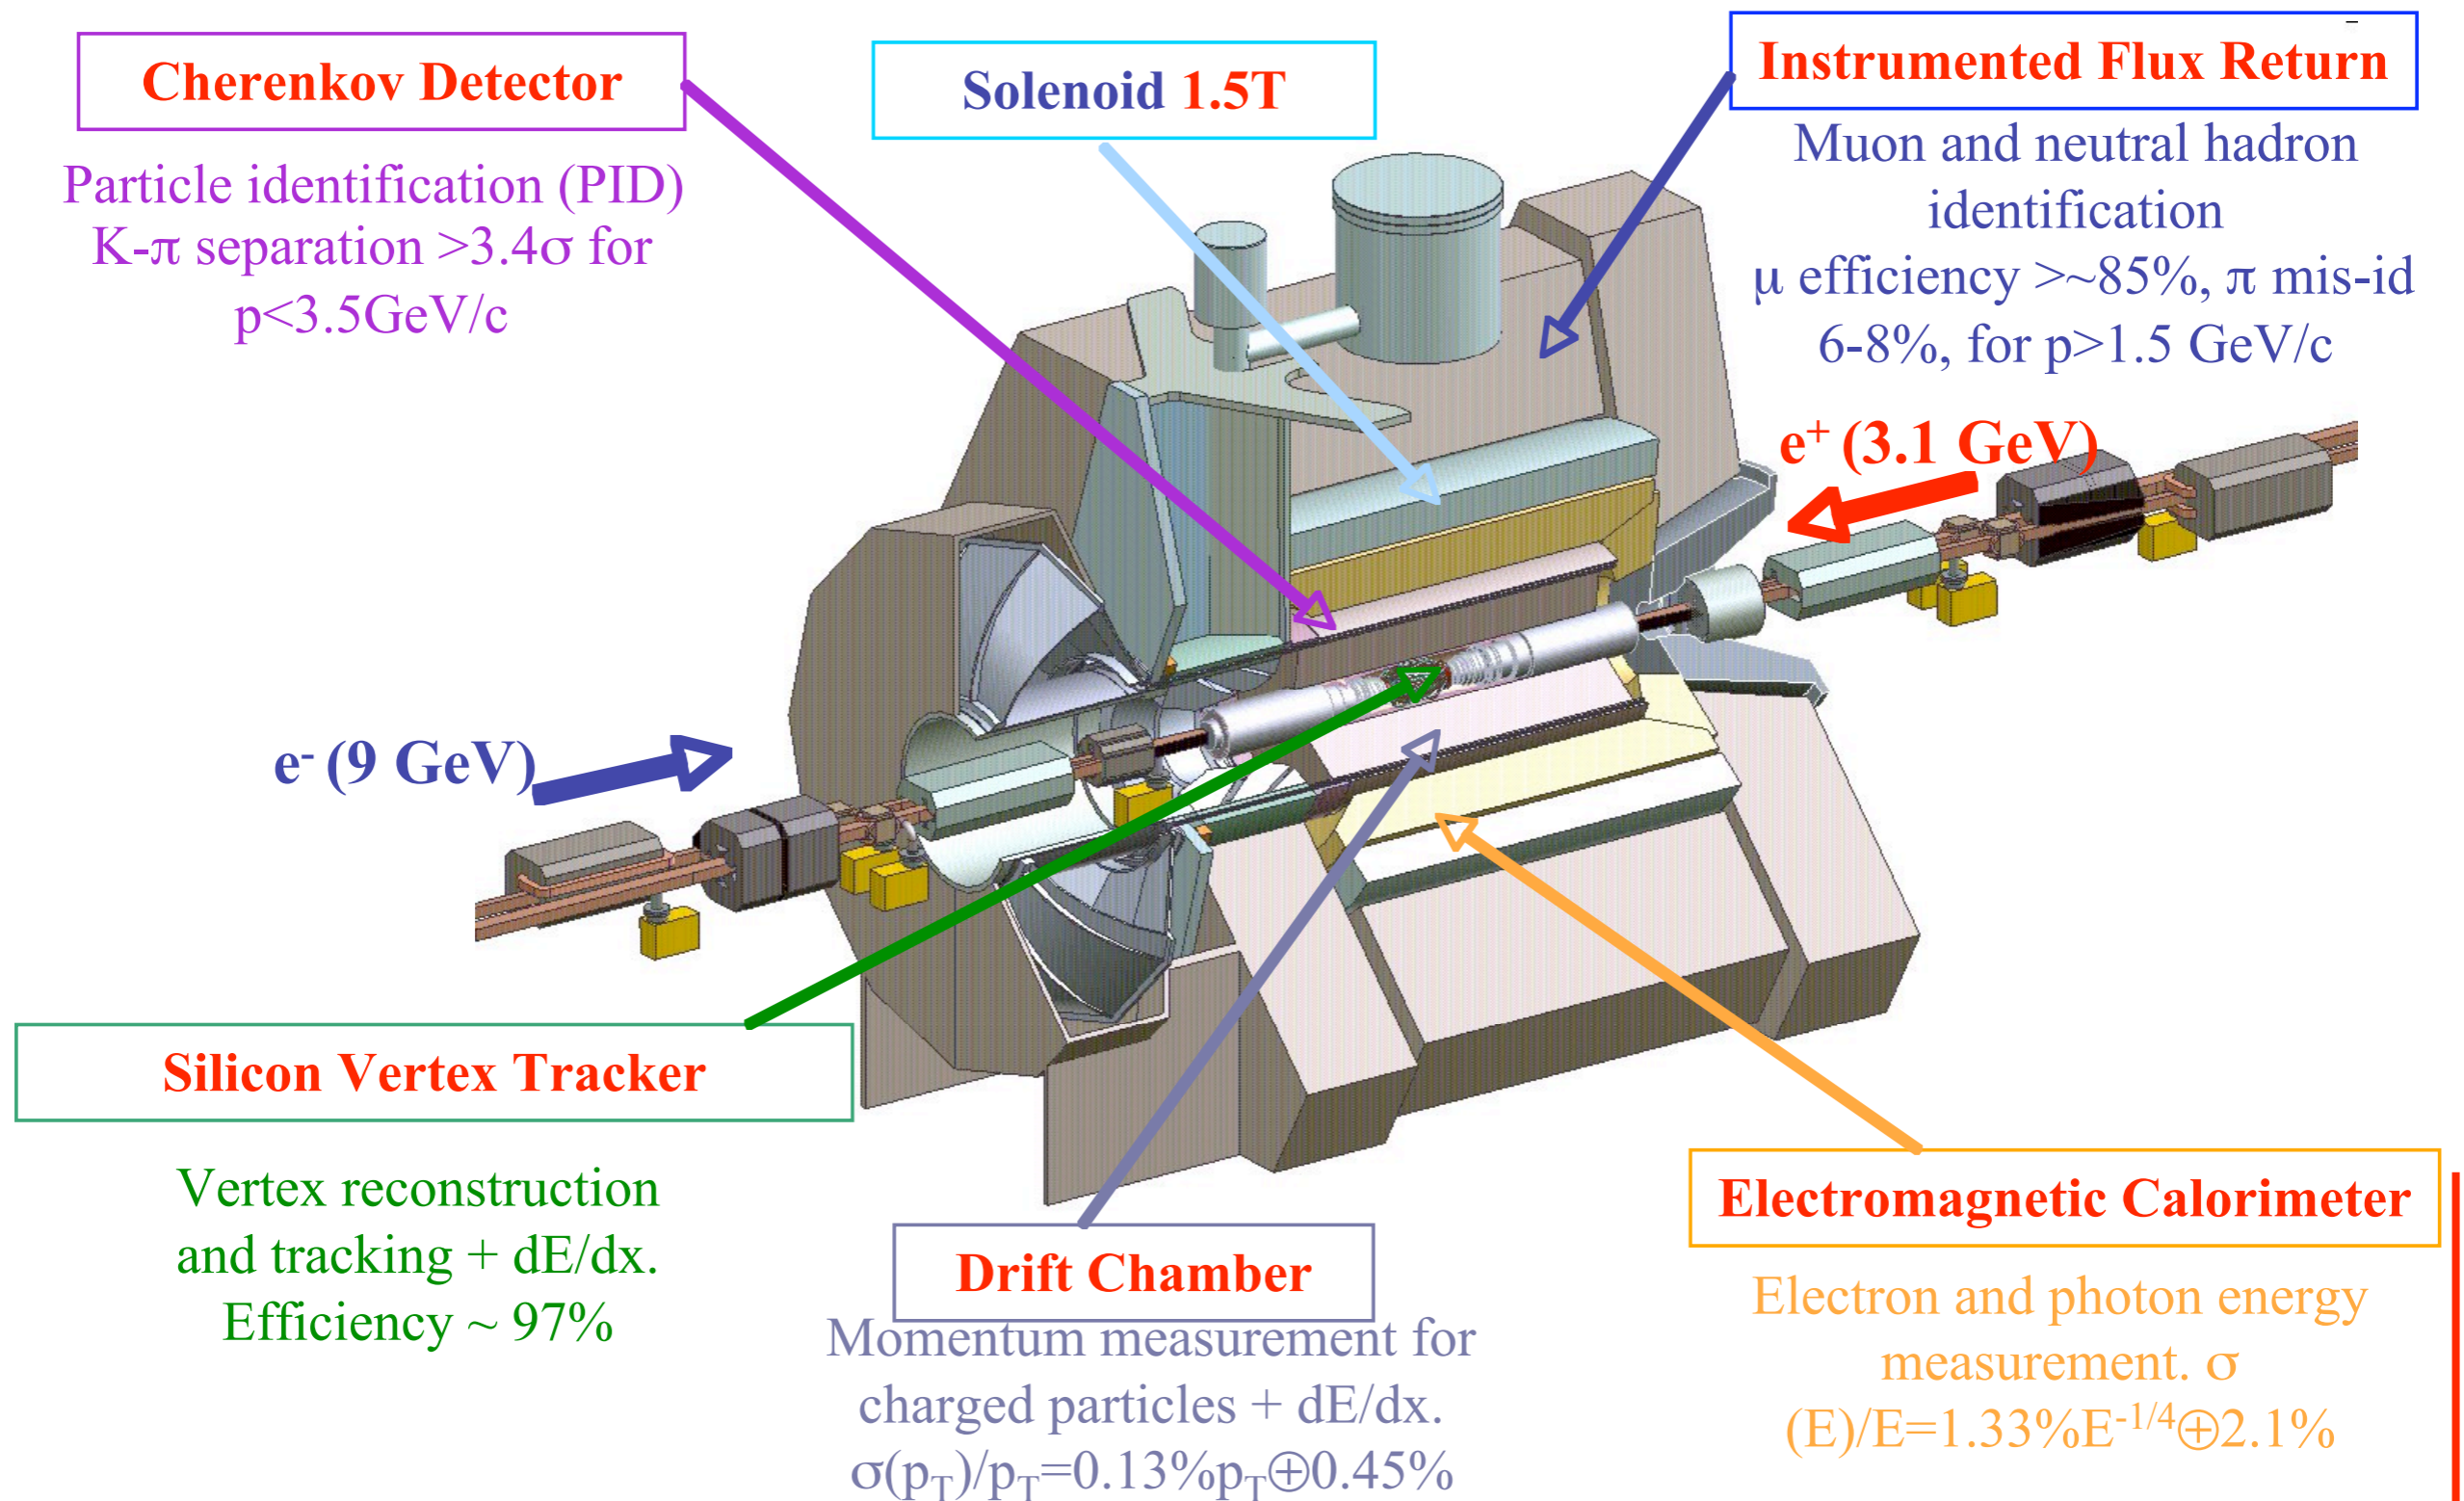 Cherenkov Detector
Particle identification (PID)
K-π separation >3.4σ for
p<3.5GeV/c
Solenoid 1.5T
Instrumented Flux Return
Muon and neutral hadron
identification
μ efficiency >~85%, π mis-id
6-8%, for p>1.5 GeV/c
e⁺ (3.1 GeV)
e⁻ (9 GeV)
Silicon Vertex Tracker
Vertex reconstruction
and tracking + dE/dx.
Efficiency ~ 97%
Drift Chamber
Momentum measurement for
charged particles + dE/dx.
σ(p_T)/p_T=0.13%p_T⊕0.45%
Electromagnetic Calorimeter
Electron and photon energy
measurement. σ
(E)/E=1.33%E^-1/4⊕2.1%